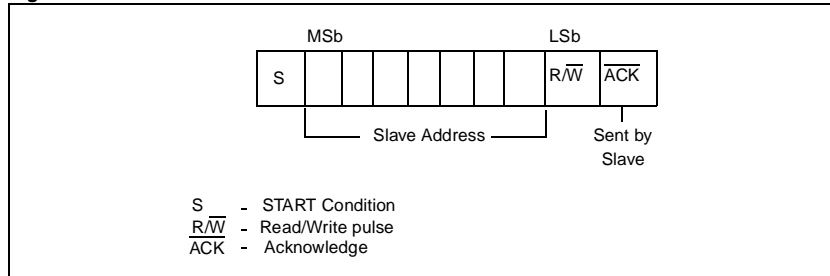 MSb LSb
S R/W ACK
Slave Address Sent by
Slave
S - START Condition
R/W - Read/Write pulse
ACK - Acknowledge